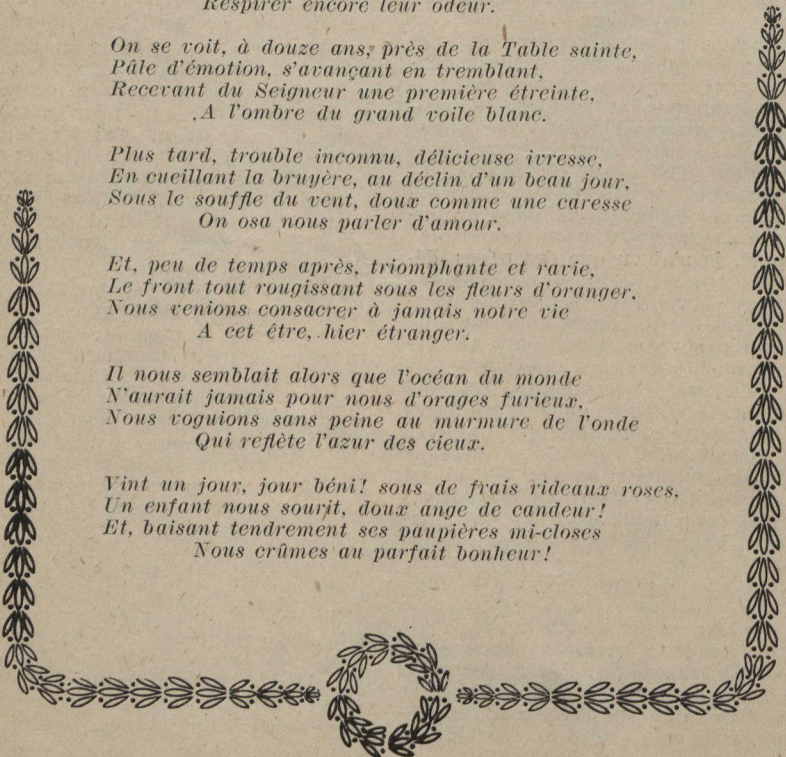 Respirer encore leur odeur.
On se voit, à douze ans, près de la Table sainte,
Pâle d'émotion, s'avançant en tremblant,
Recevant du Seigneur une première étreinte,
A l'ombre du grand voile blanc.
Plus tard, trouble inconnu, délicieuse ivresse,
En cueillant la bruyère, au déclin d'un beau jour,
Sous le souffle du vent, doux comme une caresse
On osa nous parler d'amour.
Et, peu de temps après, triomphante et ravie,
Le front tout rougissant sous les fleurs d'oranger,
Nous venions consacrer à jamais notre vie
A cet être, hier étranger.
Il nous semblait alors que l'océan du monde
N'aurait jamais pour nous d'orages furieux,
Nous voguions sans peine au murmure de l'onde
Qui reflète l'azur des cieux.
Vint un jour, jour béni! sous de frais rideaux roses,
Un enfant nous sourit, doux ange de candeur!
Et, baisant tendrement ses paupières mi-closes
Nous crûmes au parfait bonheur!